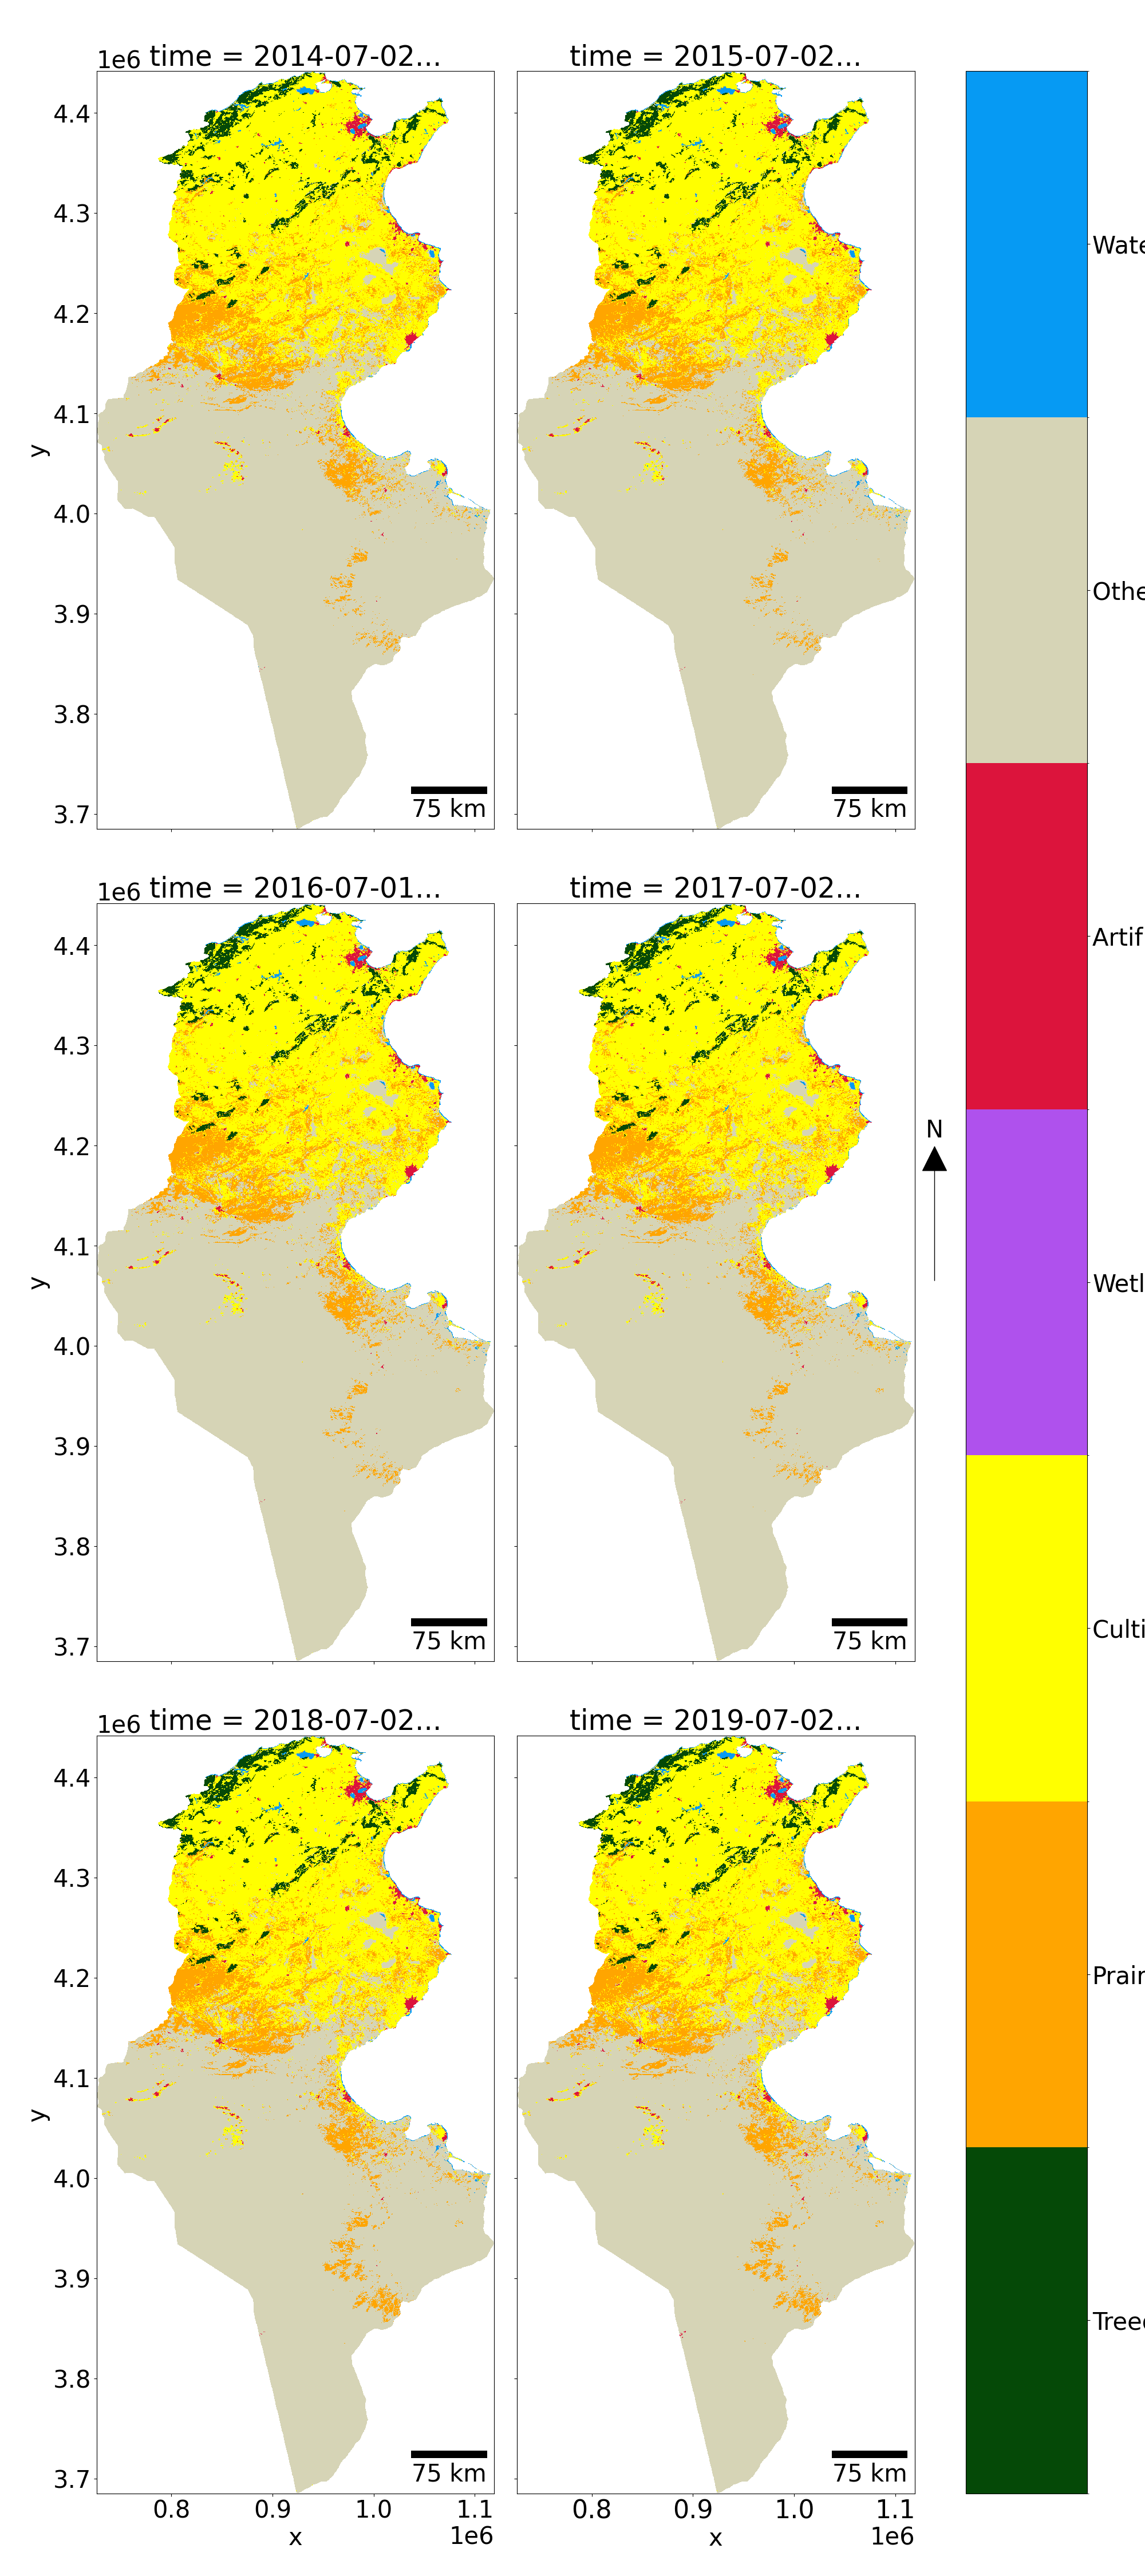 1e6 time = 2014-07-02...
time = 2015-07-02...
4.4
4.3
4.2
4.1
y
4.0
3.9
3.8
3.7
75 km
75 km
1e6 time = 2016-07-01...
time = 2017-07-02...
4.4
4.3
4.2
4.1
y
4.0
3.9
3.8
3.7
75 km
75 km
N
1e6 time = 2018-07-02...
time = 2019-07-02...
4.4
4.3
4.2
4.1
y
4.0
3.9
3.8
3.7
75 km
75 km
0.8 0.9 1.0 1.1
x 1e6
0.8 0.9 1.0 1.1
x 1e6
Wate
Othe
Artif
Wetl
Culti
Prair
Treed